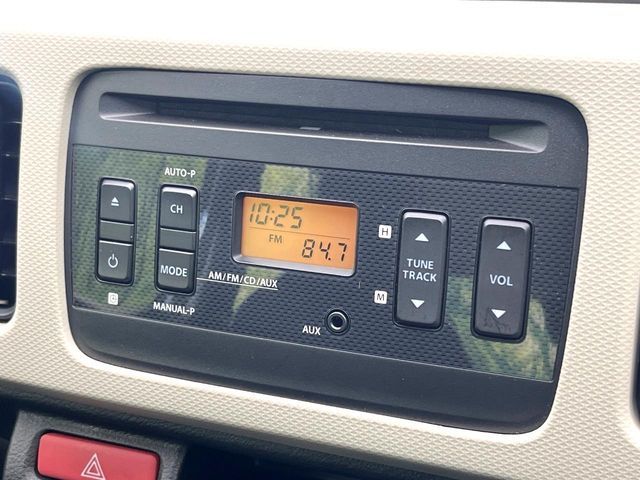 AUTO-P
CH
MODE
AM/FM/CD/AUX
MANUAL-P
10:25
FM 84.7
H
M
TUNE
TRACK
VOL
AUX